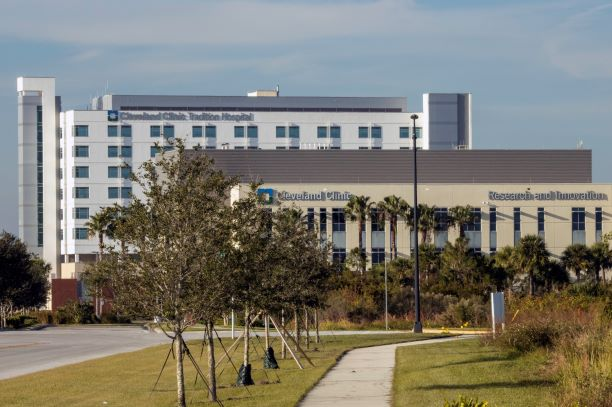 Cleveland Clinic Tradition Hospital
Cleveland Clinic
Research and Innovation